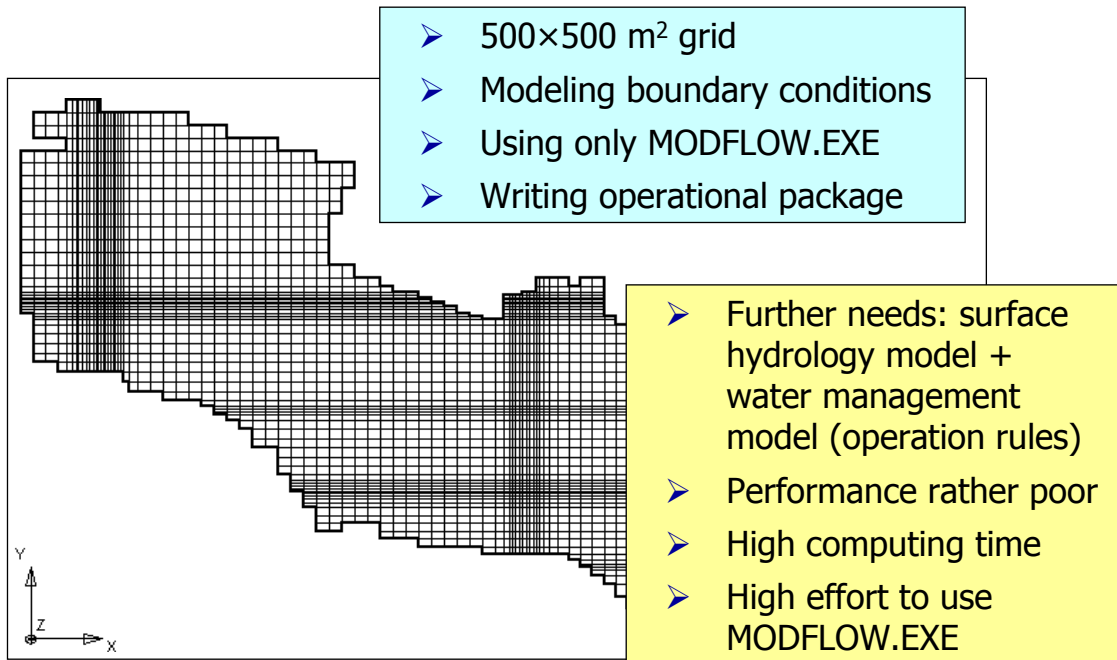 ➢ 500×500 m² grid
➢ Modeling boundary conditions
➢ Using only MODFLOW.EXE
➢ Writing operational package
➢ Further needs: surface
hydrology model +
water management
model (operation rules)
➢ Performance rather poor
➢ High computing time
➢ High effort to use
MODFLOW.EXE
Y
Z
X